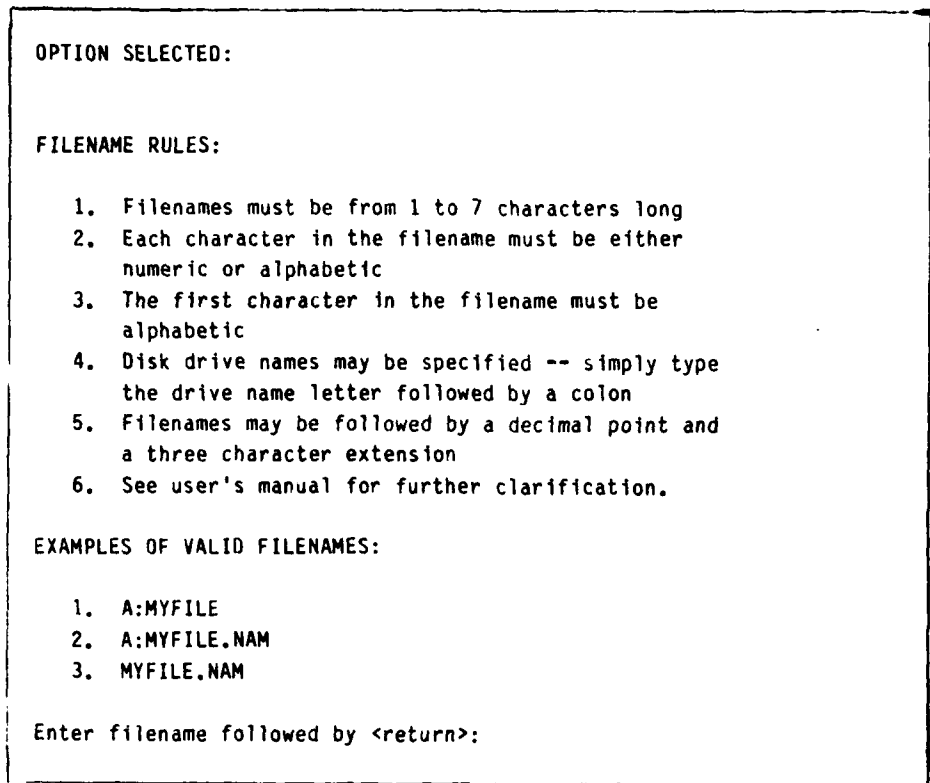 OPTION SELECTED:
FILENAME RULES:
1. Filenames must be from 1 to 7 characters long
2. Each character in the filename must be either
numeric or alphabetic
3. The first character in the filename must be
alphabetic
4. Disk drive names may be specified -- simply type
the drive name letter followed by a colon
5. Filenames may be followed by a decimal point and
a three character extension
6. See user's manual for further clarification.
EXAMPLES OF VALID FILENAMES:
1. A:MYFILE
2. A:MYFILE.NAM
3. MYFILE.NAM
Enter filename followed by <return>: